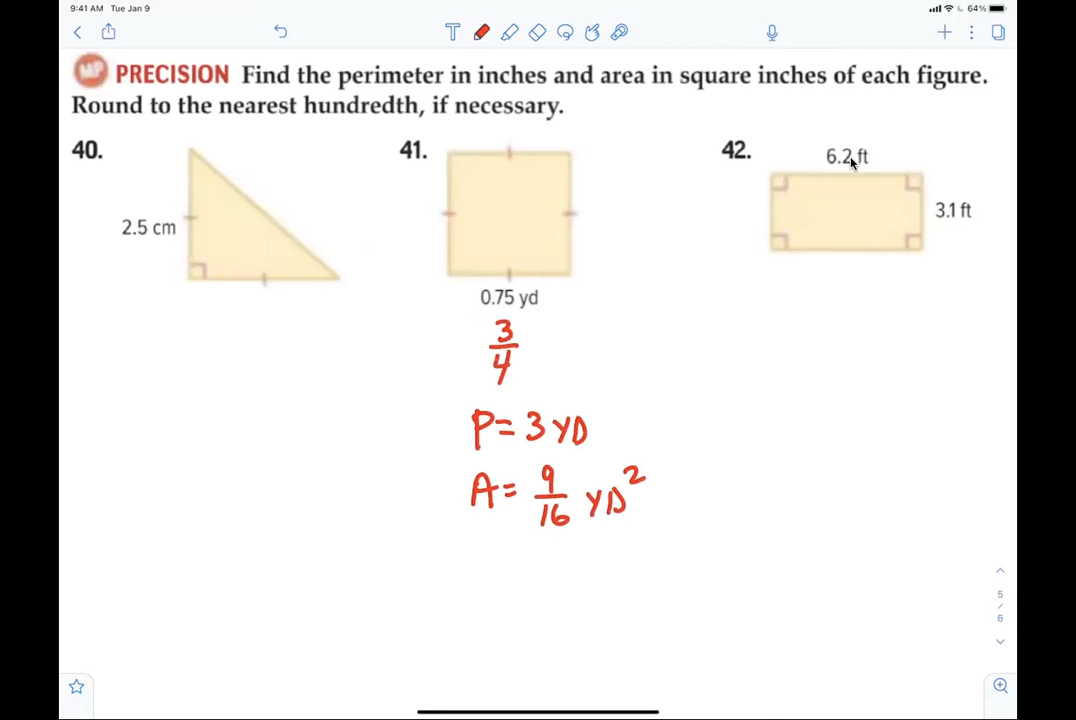 9:41 AM Tue Jan 9
64%
T
MP PRECISION Find the perimeter in inches and area in square inches of each figure.
Round to the nearest hundredth, if necessary.
40.
2.5 cm
41.
0.75 yd
42.
6.2 ft
3.1 ft
3/4
P= 3 YD
A= 9/16 YD²
5
/
6